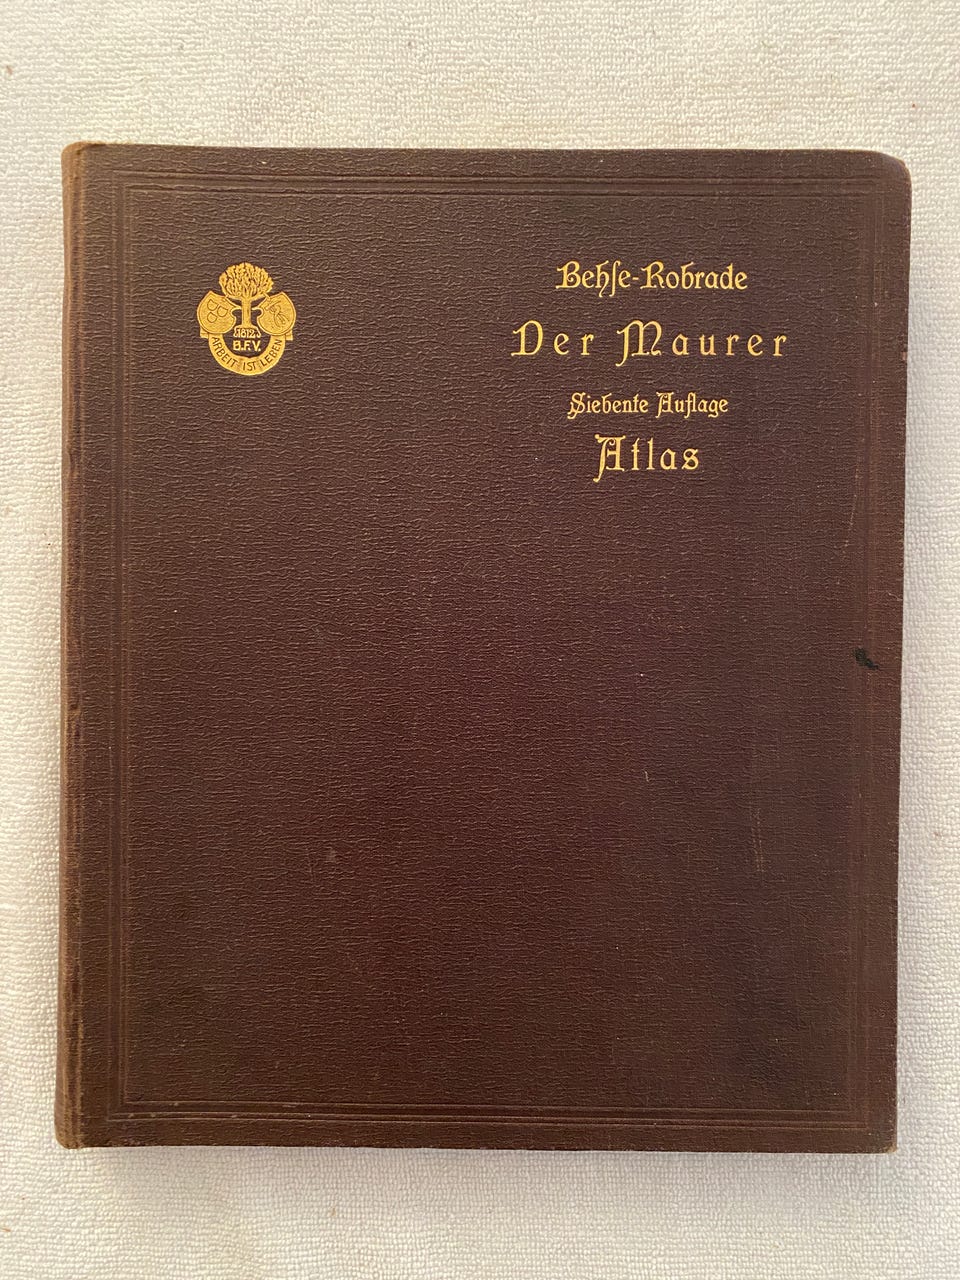 Behſe-Robrade
Der Maurer
Siebente Auflage
Atlas
1812
B.F.V.
ARBEIT IST LEBEN